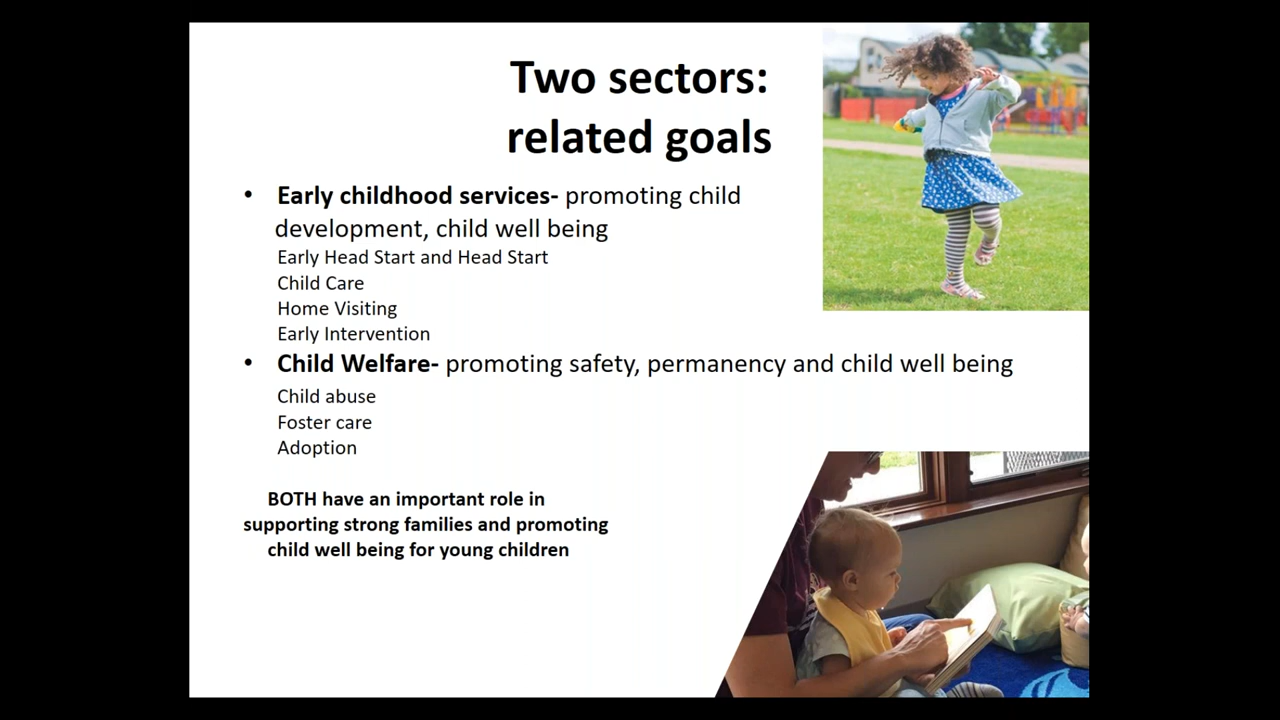 Two sectors:
related goals
• Early childhood services- promoting child
development, child well being
Early Head Start and Head Start
Child Care
Home Visiting
Early Intervention
• Child Welfare- promoting safety, permanency and child well being
Child abuse
Foster care
Adoption
BOTH have an important role in
supporting strong families and promoting
child well being for young children